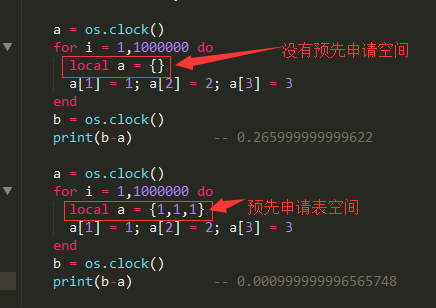 a = os.clock()
for i = 1,1000000 do
local a = {}
没有预先申请空间
a[1] = 1; a[2] = 2; a[3] = 3
end
b = os.clock()
print(b-a) -- 0.265999999999622
a = os.clock()
for i = 1,1000000 do
local a = {1,1,1}
预先申请表空间
a[1] = 1; a[2] = 2; a[3] = 3
end
b = os.clock()
print(b-a) -- 0.000999999996565748